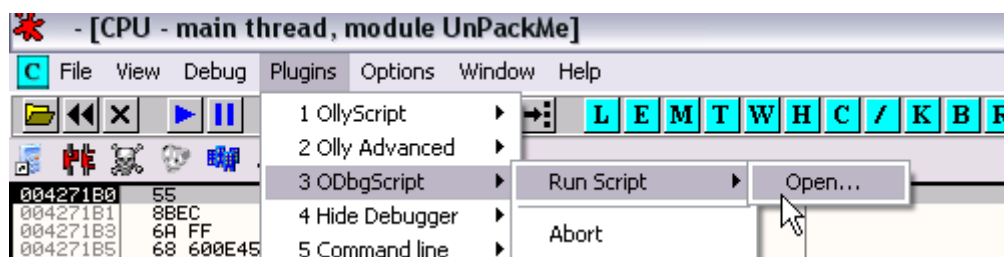 - [CPU - main thread, module UnPackMe]
C File View Debug Plugins Options Window Help
L E M T W H C / K B R
1 OllyScript
2 Olly Advanced
3 ODbgScript
4 Hide Debugger
5 Command line
Run Script
Abort
Open...
004271B0 55
004271B1 8BEC
004271B3 6A FF
004271B5 68 600E45